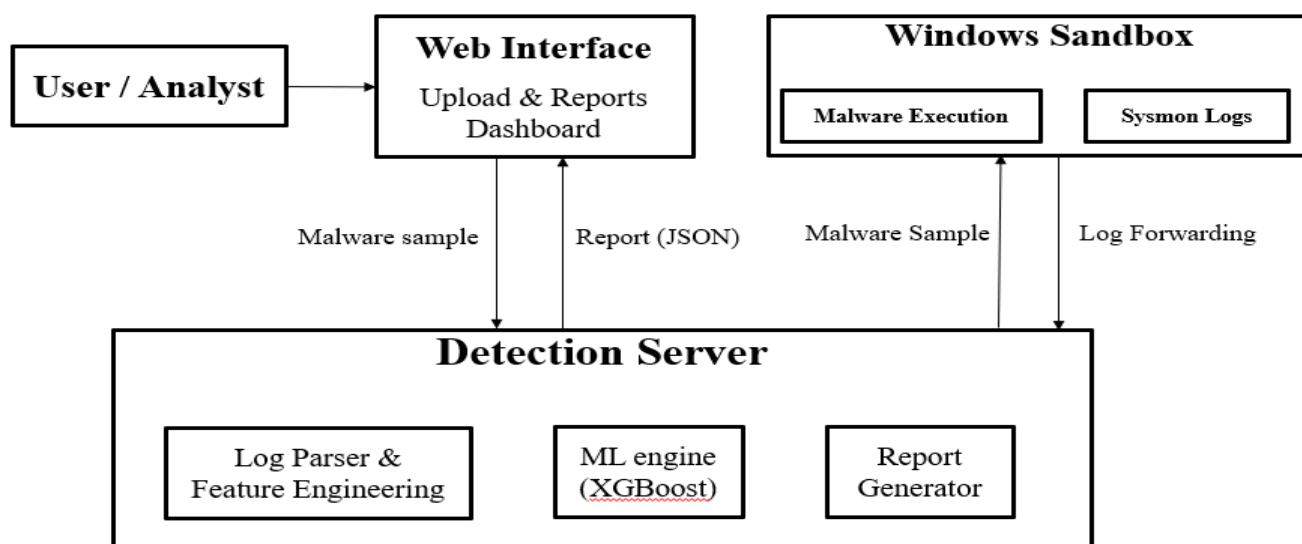 User / Analyst
Web Interface
Upload & Reports
Dashboard
Windows Sandbox
Malware Execution
Sysmon Logs
Malware sample
Report (JSON)
Malware Sample
Log Forwarding
Detection Server
Log Parser &
Feature Engineering
ML engine
(XGBoost)
Report
Generator